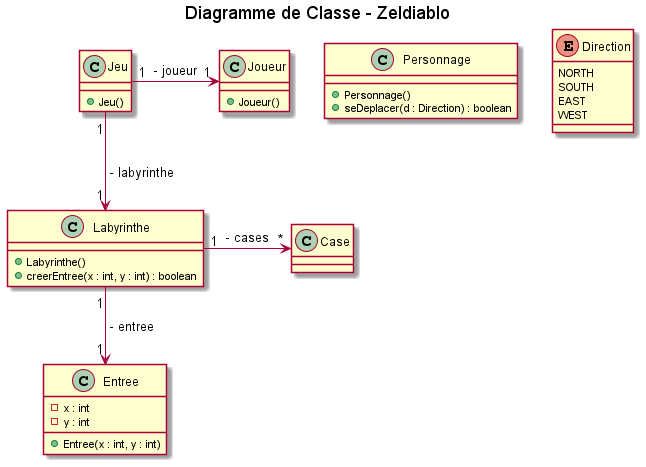 Diagramme de Classe - Zeldiablo
C Jeu
+ Jeu()
1 - joueur 1
C Joueur
Joueur()
C Personnage
Personnage()
seDeplacer(d : Direction) : boolean
E Direction
NORTH
SOUTH
EAST
WEST
1
- labyrinthe
1
C Labyrinthe
Labyrinthe()
creerEntree(x : int, y : int) : boolean
1 - cases *
C Case
1
- entree
1
C Entree
x : int
y : int
Entree(x : int, y : int)